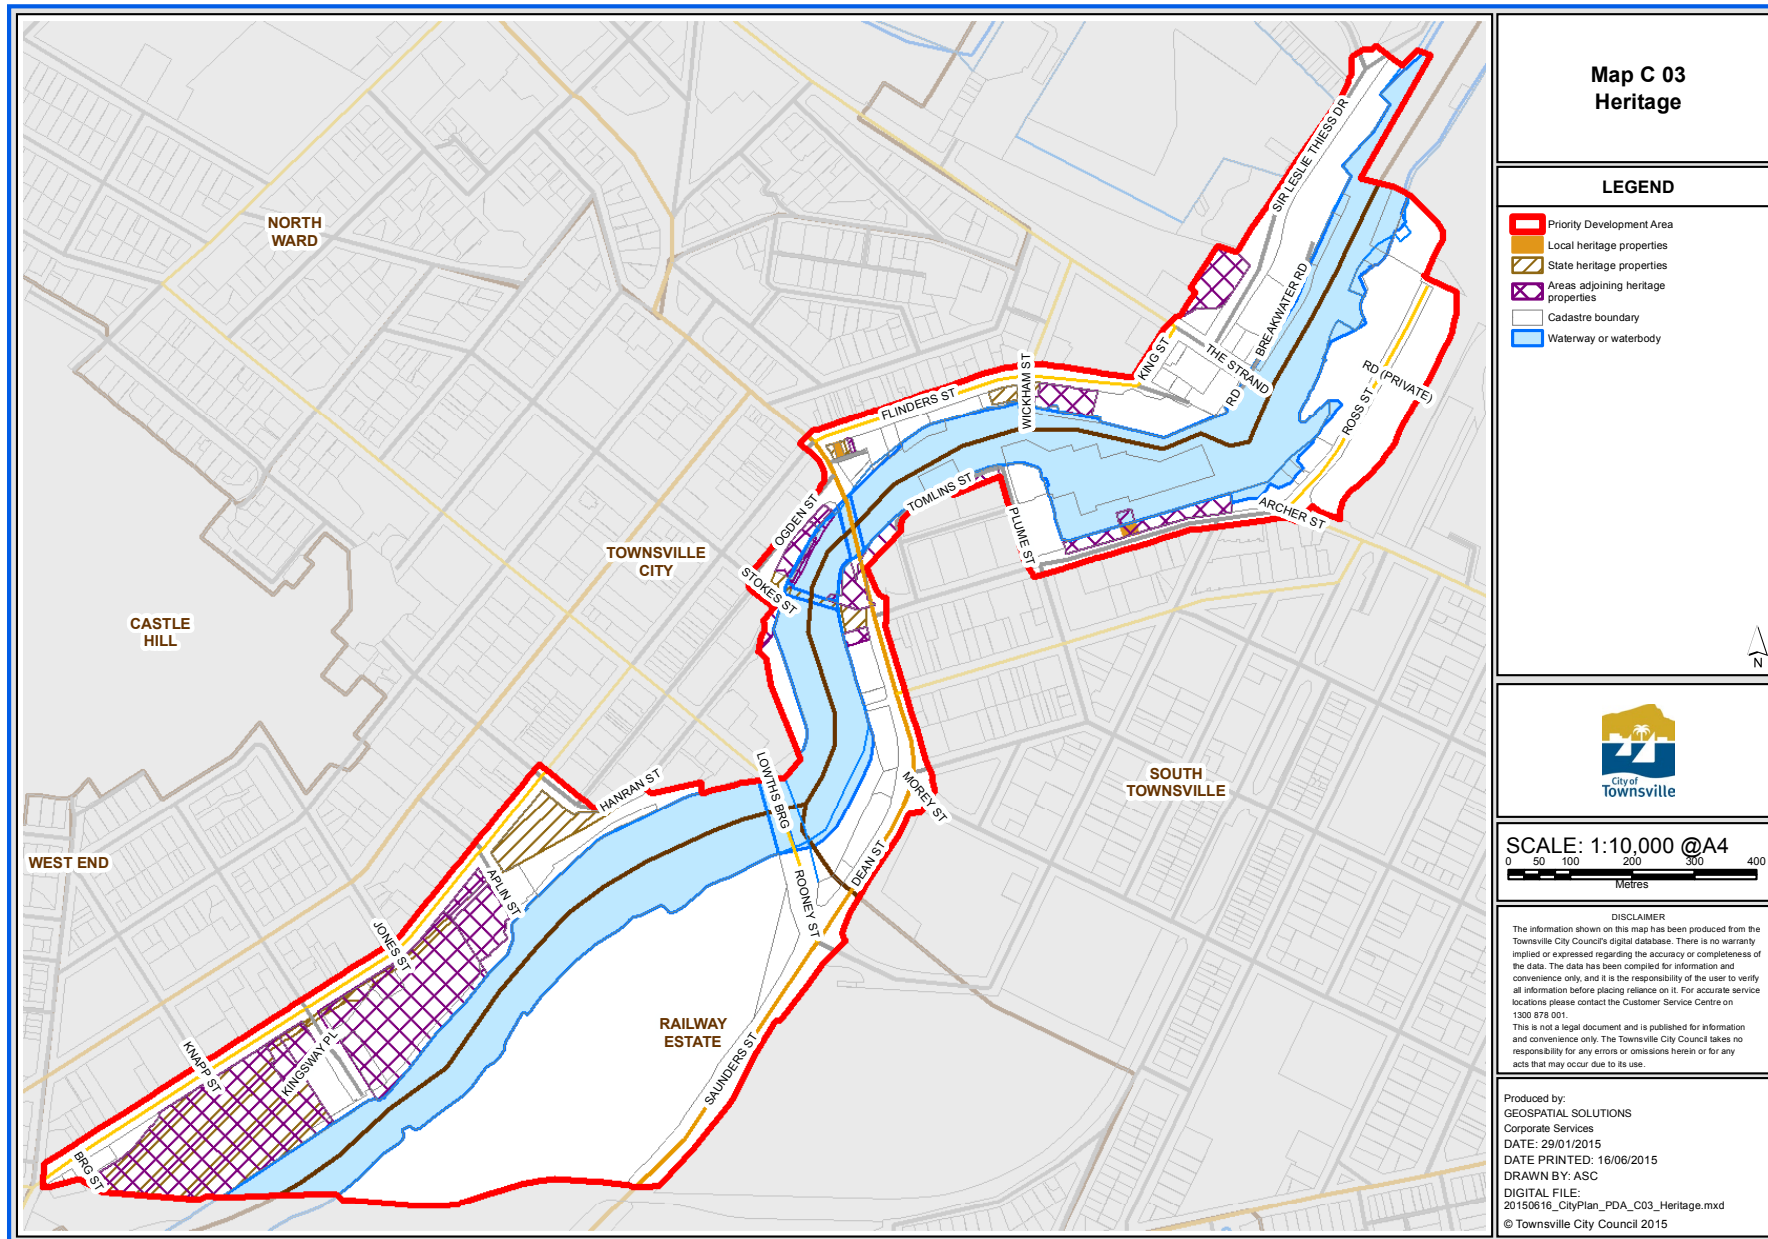 Map C 03
Heritage
LEGEND
Priority Development Area
Local heritage properties
State heritage properties
Areas adjoining heritage
properties
Cadastre boundary
Waterway or waterbody
N
City of
Townsville
SCALE: 1:10,000 @A4
0 50 100 200 300 400
Metres
DISCLAIMER
The information shown on this map has been produced from the
Townsville City Council's digital database. There is no warranty
implied or expressed regarding the accuracy or completeness of
the data. The data has been compiled for information and
convenience only, and it is the responsibility of the user to verify
all information before placing reliance on it. For accurate service
locations please contact the Customer Service Centre on
1300 878 001.
This is not a legal document and is published for information
and convenience only. The Townsville City Council takes no
responsibility for any errors or omissions herein or for any
acts that may occur due to its use.
Produced by:
GEOSPATIAL SOLUTIONS
Corporate Services
DATE: 29/01/2015
DATE PRINTED: 16/06/2015
DRAWN BY: ASC
DIGITAL FILE:
20150616_CityPlan_PDA_C03_Heritage.mxd
© Townsville City Council 2015
NORTH
WARD
SIR LESLIE THIESS DR
BREAKWATER RD
THE STRAND
KING ST
RD
RD (PRIVATE)
ROSS ST
WICKHAM ST
FLINDERS ST
TOMLINS ST
PLUME ST
ARCHER ST
OGDEN ST
STOKES ST
TOWNSVILLE
CITY
CASTLE
HILL
LOWTHS BRG
HANRAN ST
MOREY ST
SOUTH
TOWNSVILLE
DEAN ST
ROONEY ST
WEST END
APLIN ST
JONES ST
KINGSWAY PL
KNAPP ST
RAILWAY
ESTATE
SAUNDERS ST
BRG ST